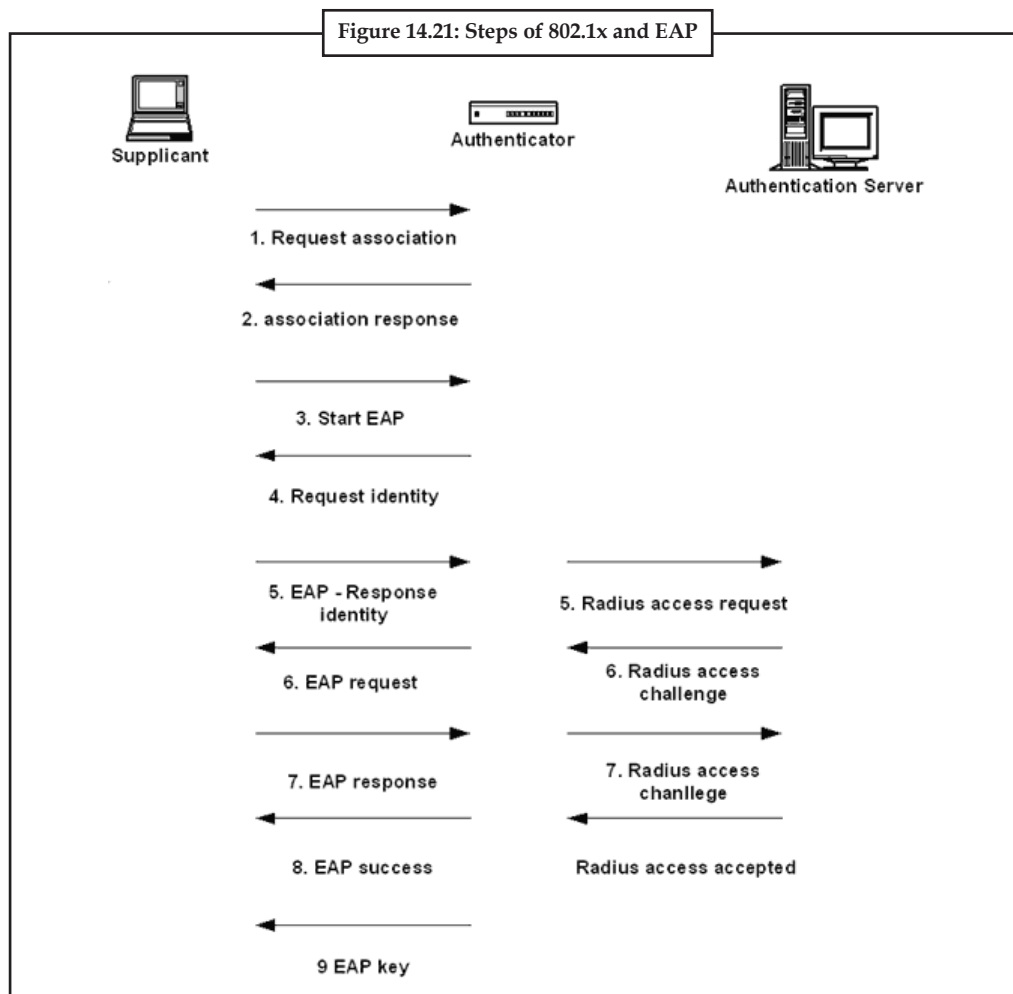 Figure 14.21: Steps of 802.1x and EAP
Supplicant
Authenticator
Authentication Server
1. Request association
2. association response
3. Start EAP
4. Request identity
5. EAP - Response
identity
5. Radius access request
6. EAP request
6. Radius access
challenge
7. EAP response
7. Radius access
chanllege
8. EAP success
Radius access accepted
9 EAP key